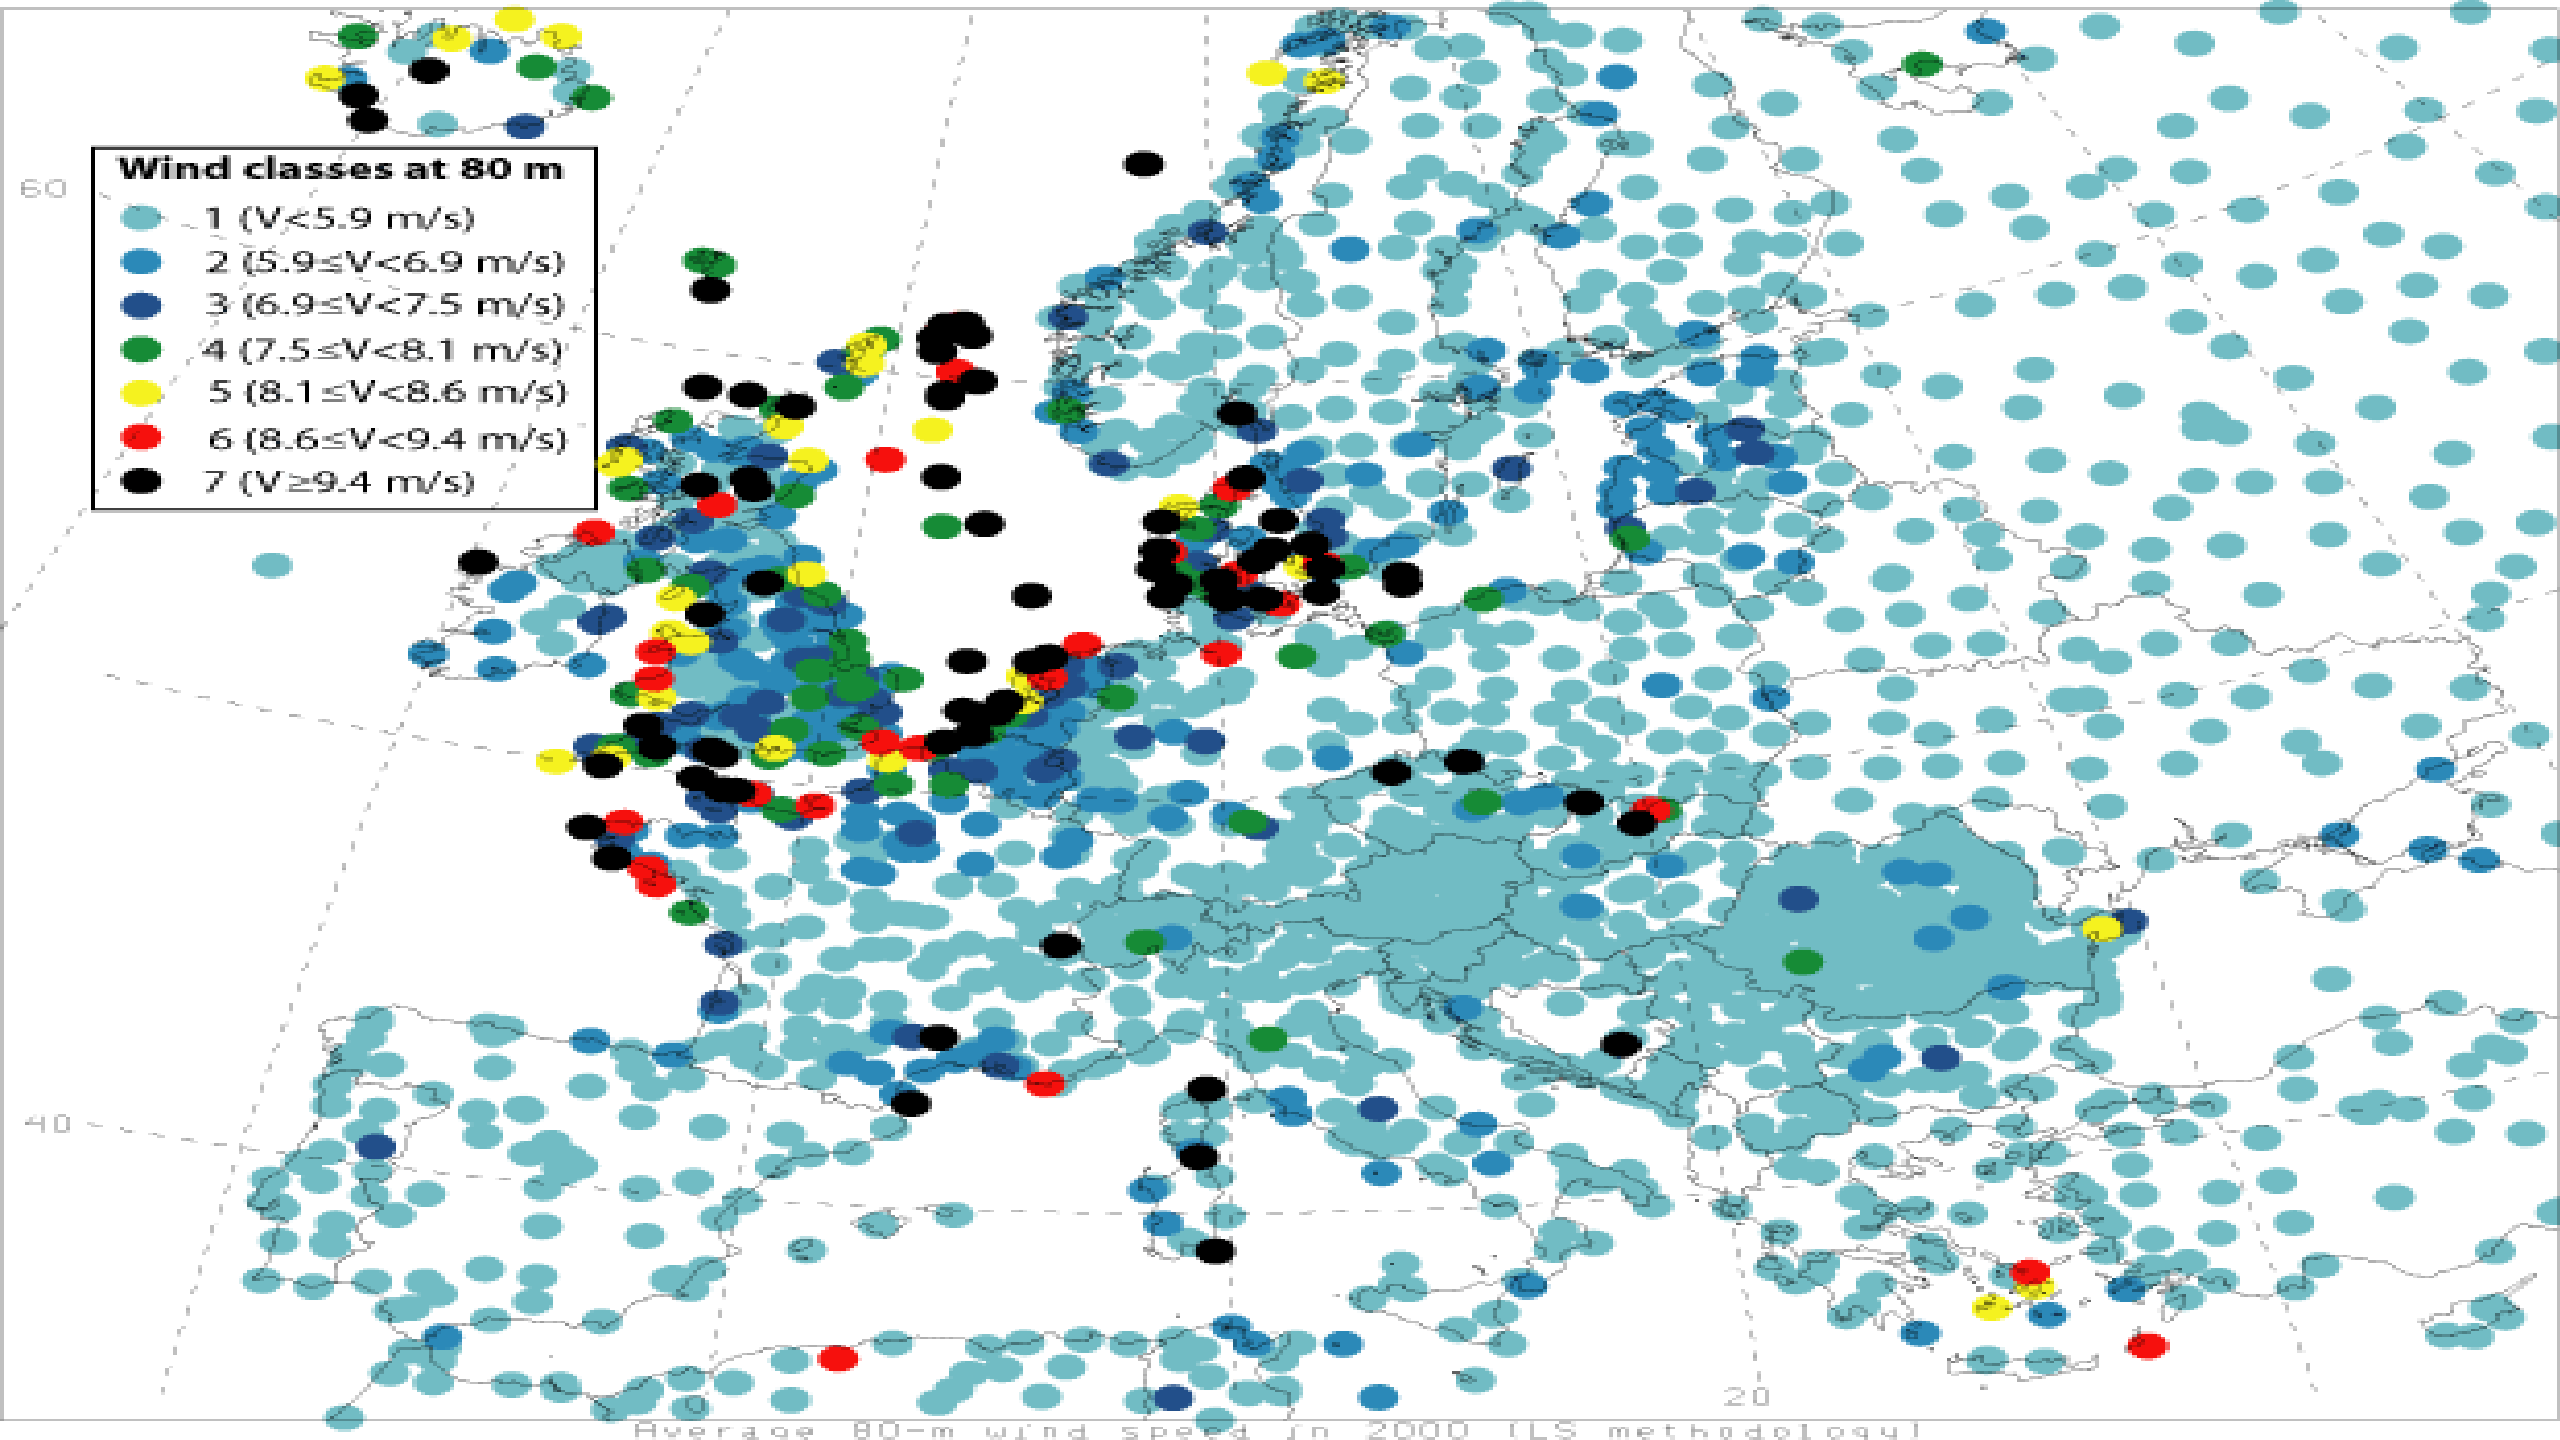 60
Wind classes at 80 m
1 (V<5.9 m/s)
2 (5.9≤V<6.9 m/s)
3 (6.9≤V<7.5 m/s)
4 (7.5≤V<8.1 m/s)
5 (8.1≤V<8.6 m/s)
6 (8.6≤V<9.4 m/s)
7 (V≥9.4 m/s)
40
0
20
Average 80-m wind speed in 2000 (LS methodology)